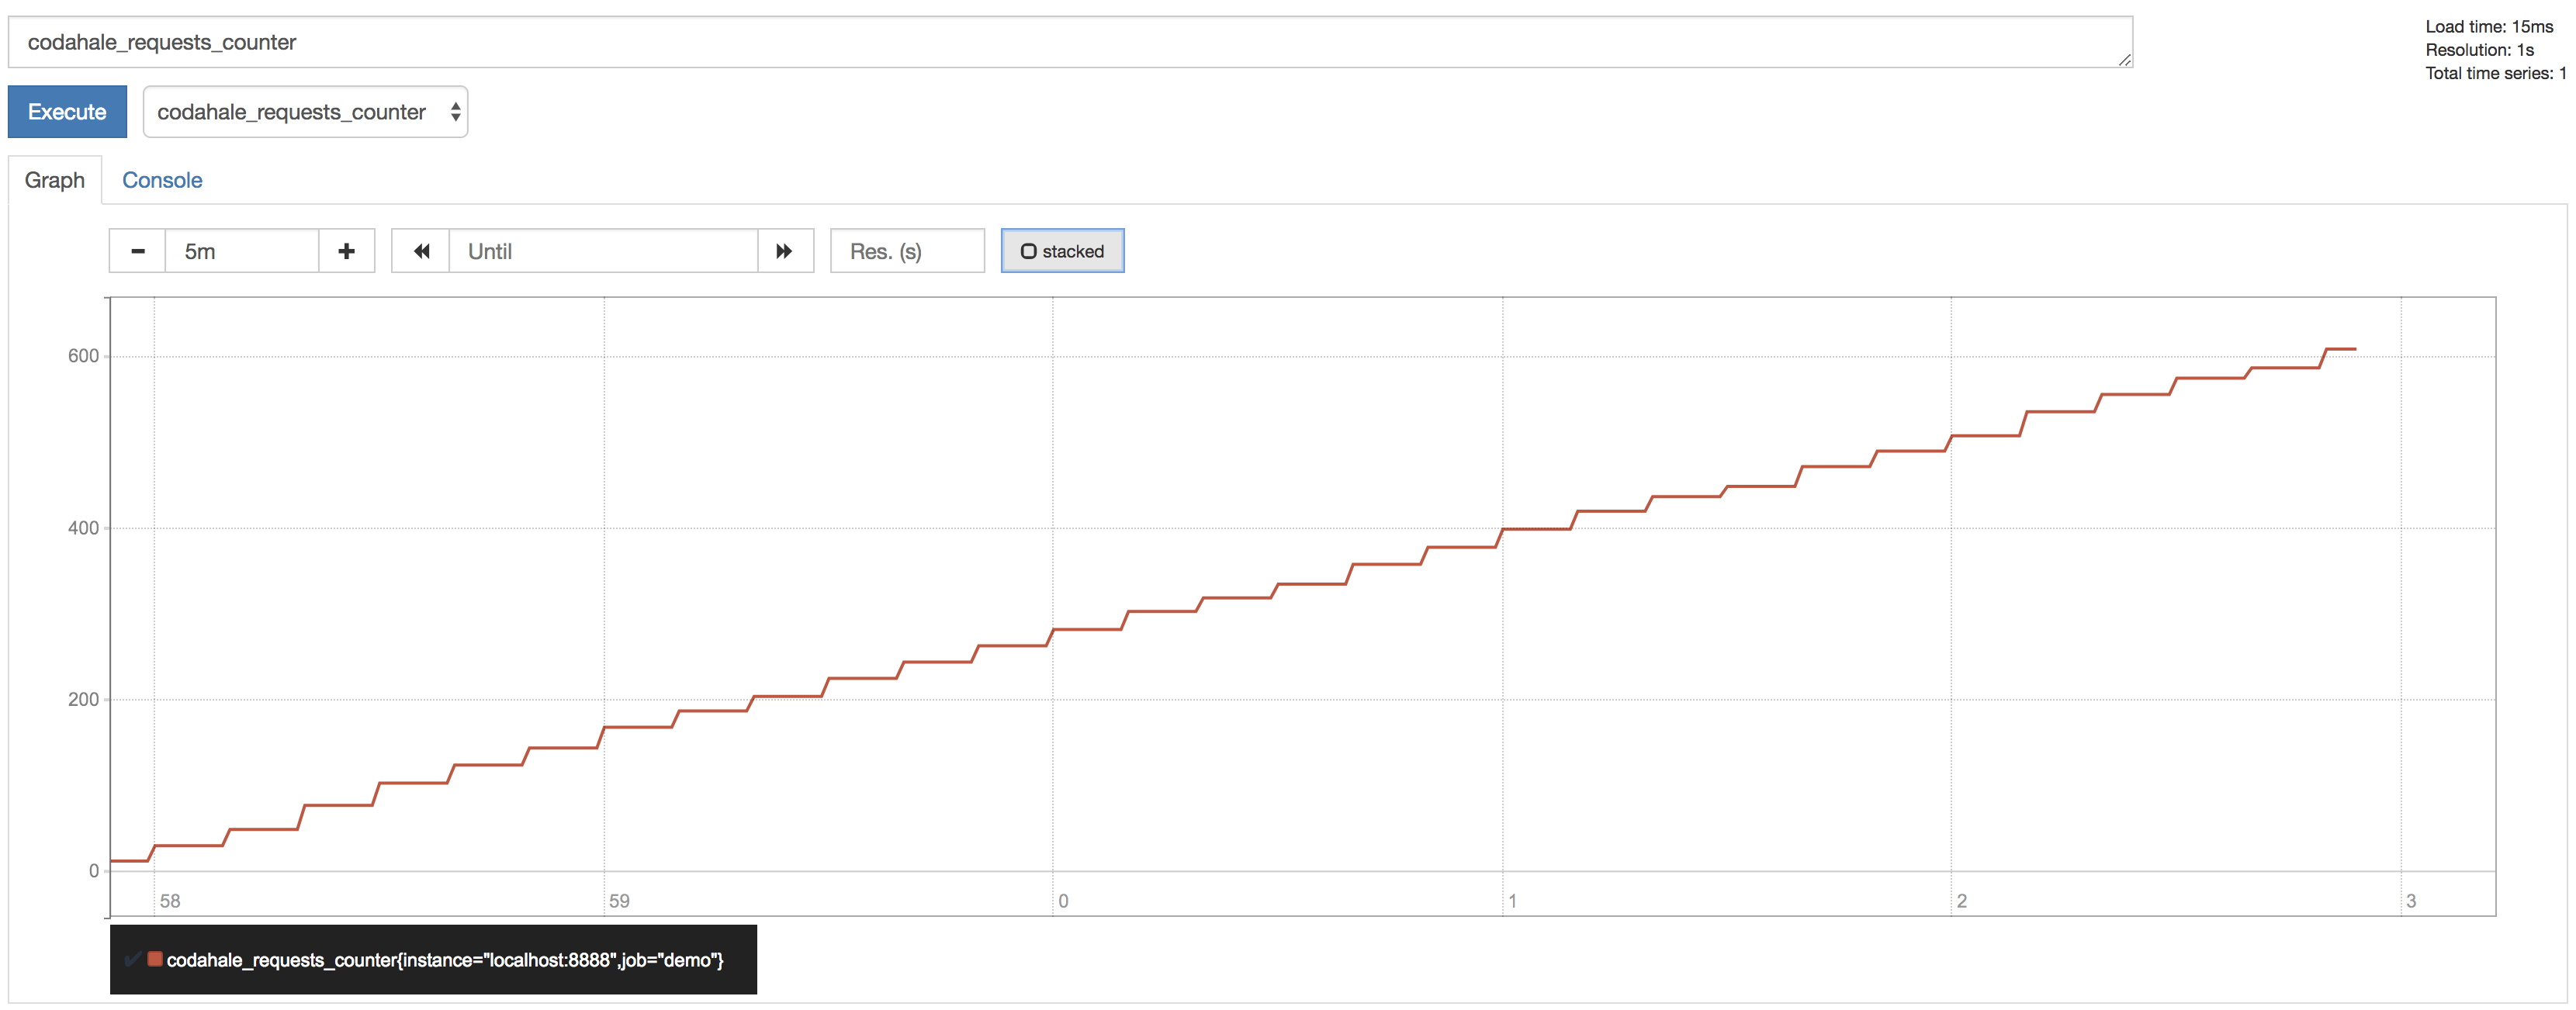 codahale_requests_counter
Load time: 15ms
Resolution: 1s
Total time series: 1
Execute
codahale_requests_counter
Graph
Console
5m
Until
Res. (s)
stacked
600
400
200
0
58
59
0
1
2
3
codahale_requests_counter{instance="localhost:8888",job="demo"}